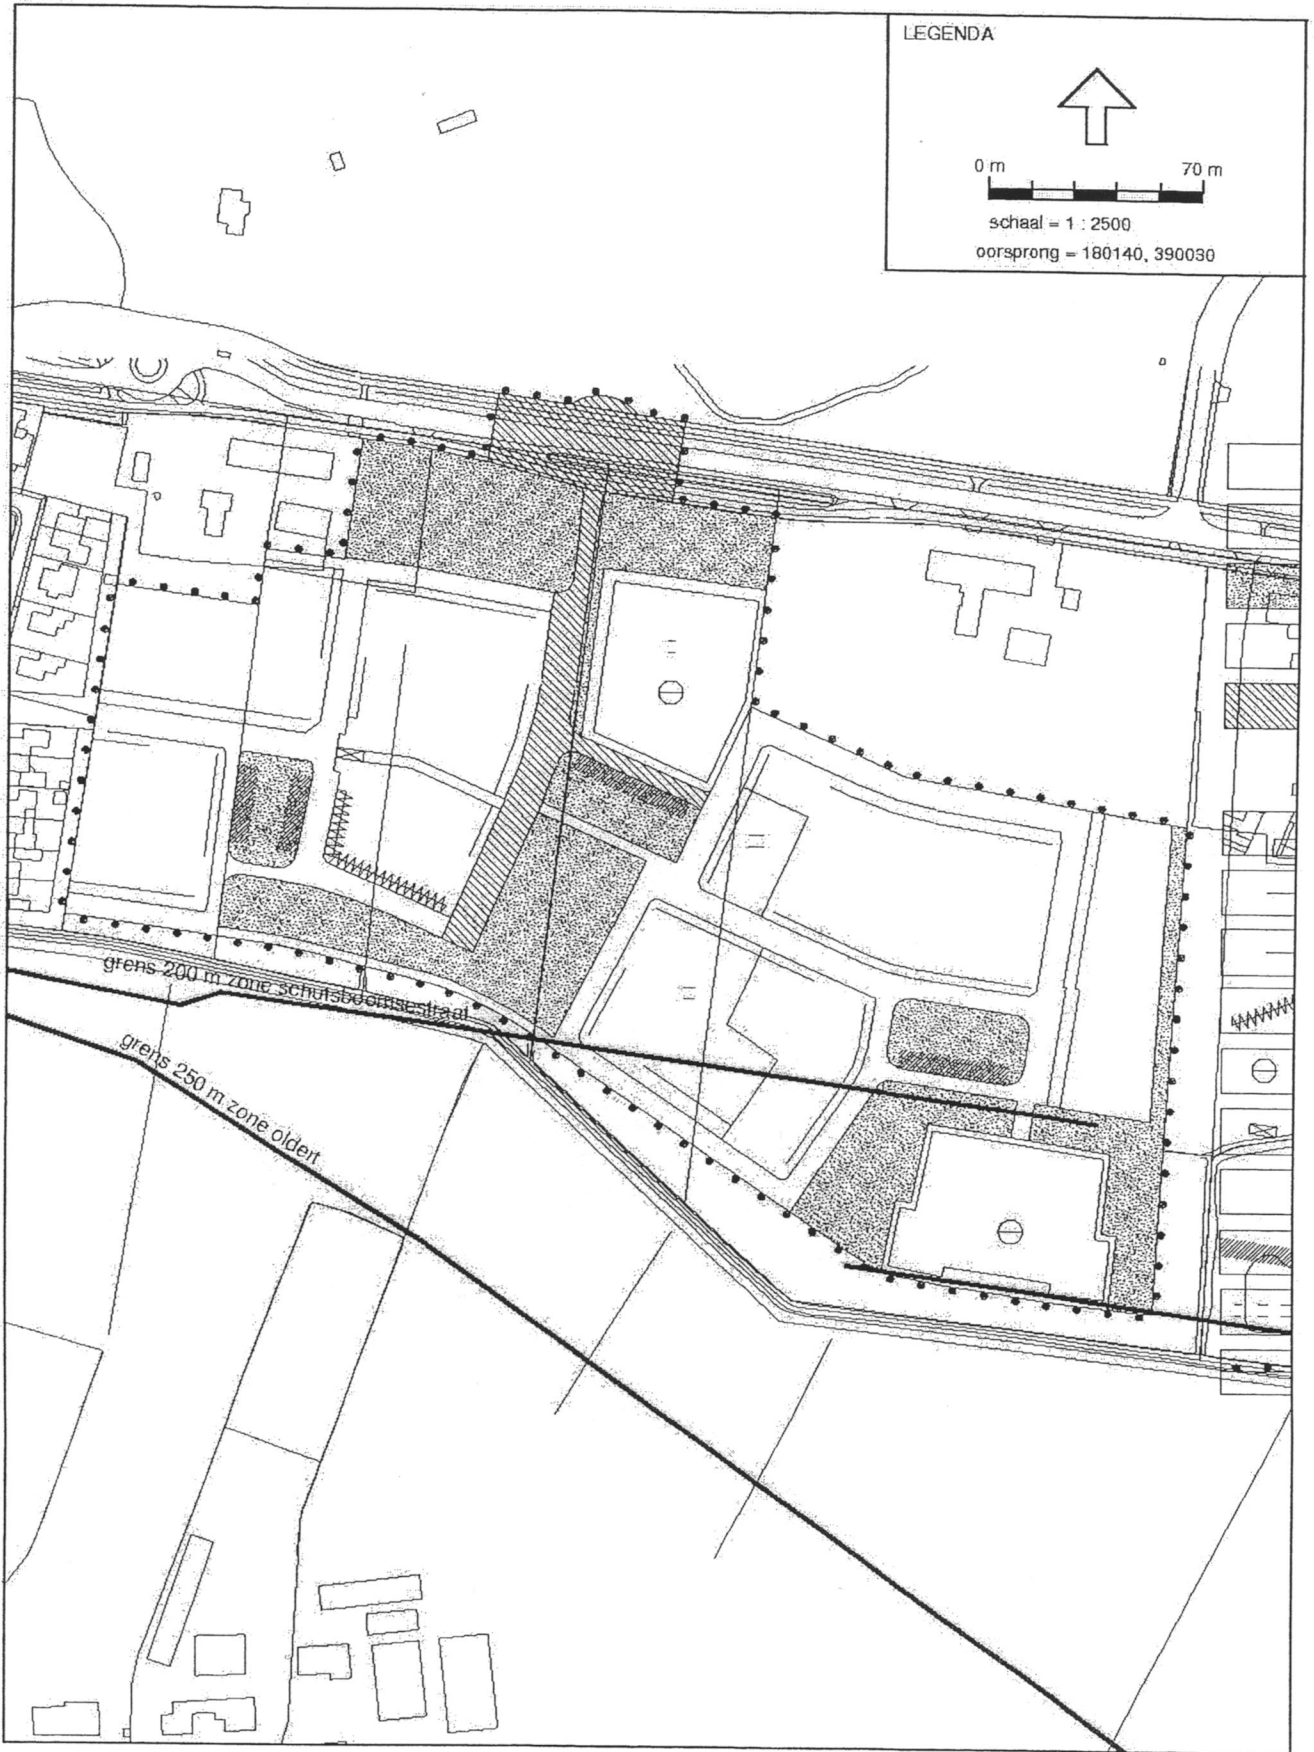 LEGENDA
0 m 70 m
schaal = 1 : 2500
oorsprong = 180140, 390030
grens 200 m zone schutsboomsestraat
grens 250 m zone oldert